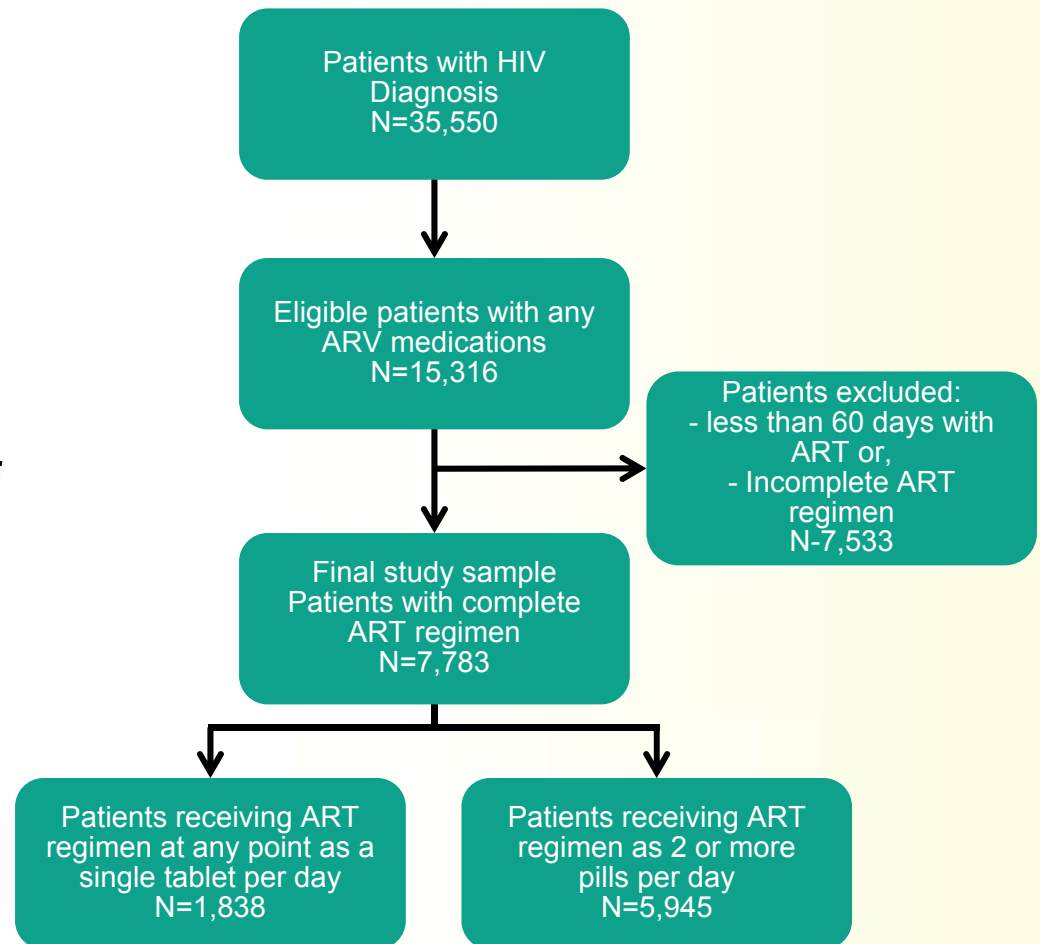 Patients with HIV
Diagnosis
N=35,550
Eligible patients with any
ARV medications
N=15,316
Patients excluded:
- less than 60 days with
ART or,
- Incomplete ART
regimen
N-7,533
Final study sample
Patients with complete
ART regimen
N=7,783
Patients receiving ART
regimen at any point as a
single tablet per day
N=1,838
Patients receiving ART
regimen as 2 or more
pills per day
N=5,945